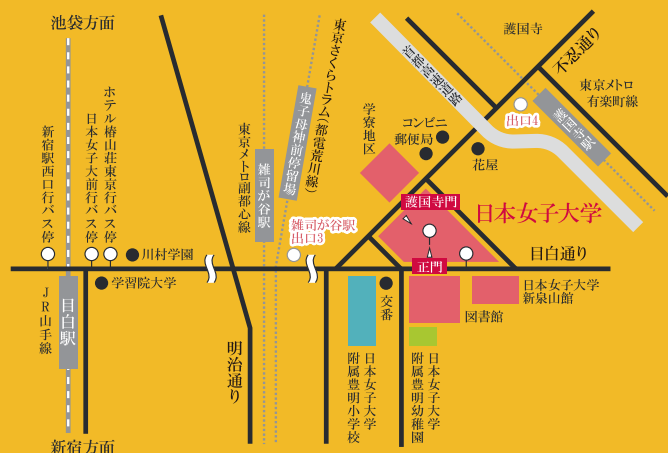 池袋方面
新宿駅西口行バス停
日本女子大前行バス停
ホテル椿山荘東京行バス停
川村学園
学習院大学
JR山手線
目白駅
新宿方面
明治通り
東京メトロ副都心線
雑司が谷駅
東京さくらトラム(都電荒川線)
鬼子母神前停留場
雑司が谷駅
出口3
首都高速道路
護国寺
不忍通り
東京メトロ
有楽町線
護国寺駅
出口4
学寮地区
コンビニ
郵便局
花屋
護国寺門
日本女子大学
目白通り
正門
交番
図書館
日本女子大学
新泉山館
日本女子大学
附属豊明小学校
日本女子大学
附属豊明幼稚園